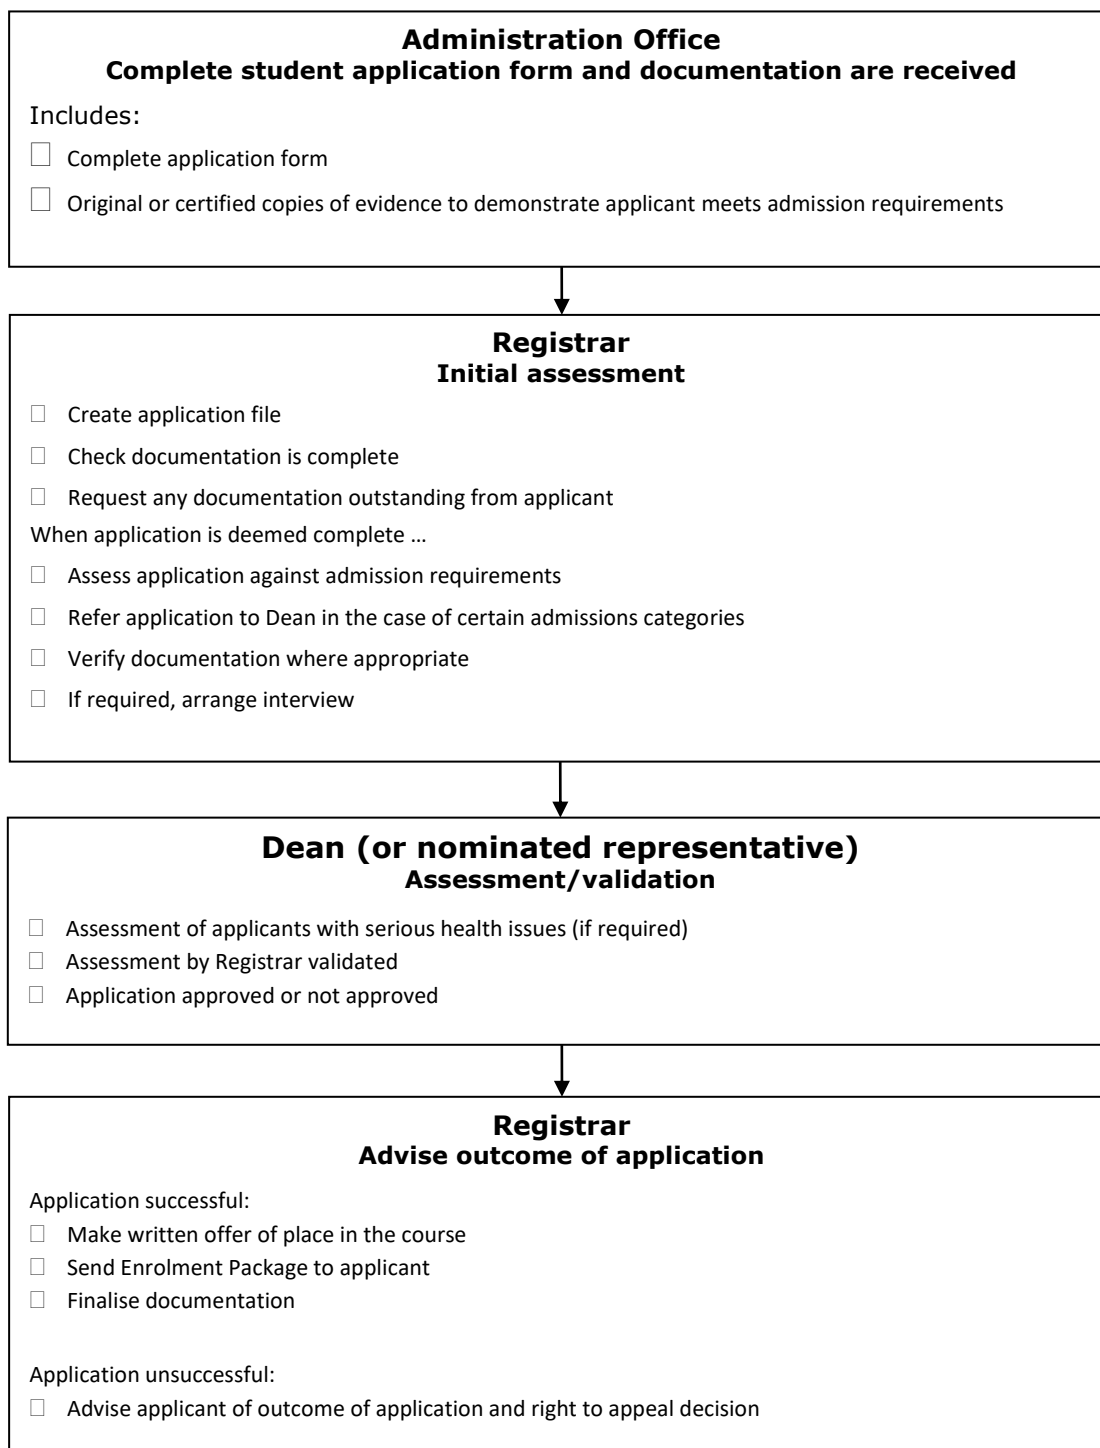 Administration Office
Complete student application form and documentation are received
Includes:
Complete application form
Original or certified copies of evidence to demonstrate applicant meets admission requirements
Registrar
Initial assessment
Create application file
Check documentation is complete
Request any documentation outstanding from applicant
When application is deemed complete …
Assess application against admission requirements
Refer application to Dean in the case of certain admissions categories
Verify documentation where appropriate
If required, arrange interview
Dean (or nominated representative)
Assessment/validation
Assessment of applicants with serious health issues (if required)
Assessment by Registrar validated
Application approved or not approved
Registrar
Advise outcome of application
Application successful:
Make written offer of place in the course
Send Enrolment Package to applicant
Finalise documentation
Application unsuccessful:
Advise applicant of outcome of application and right to appeal decision